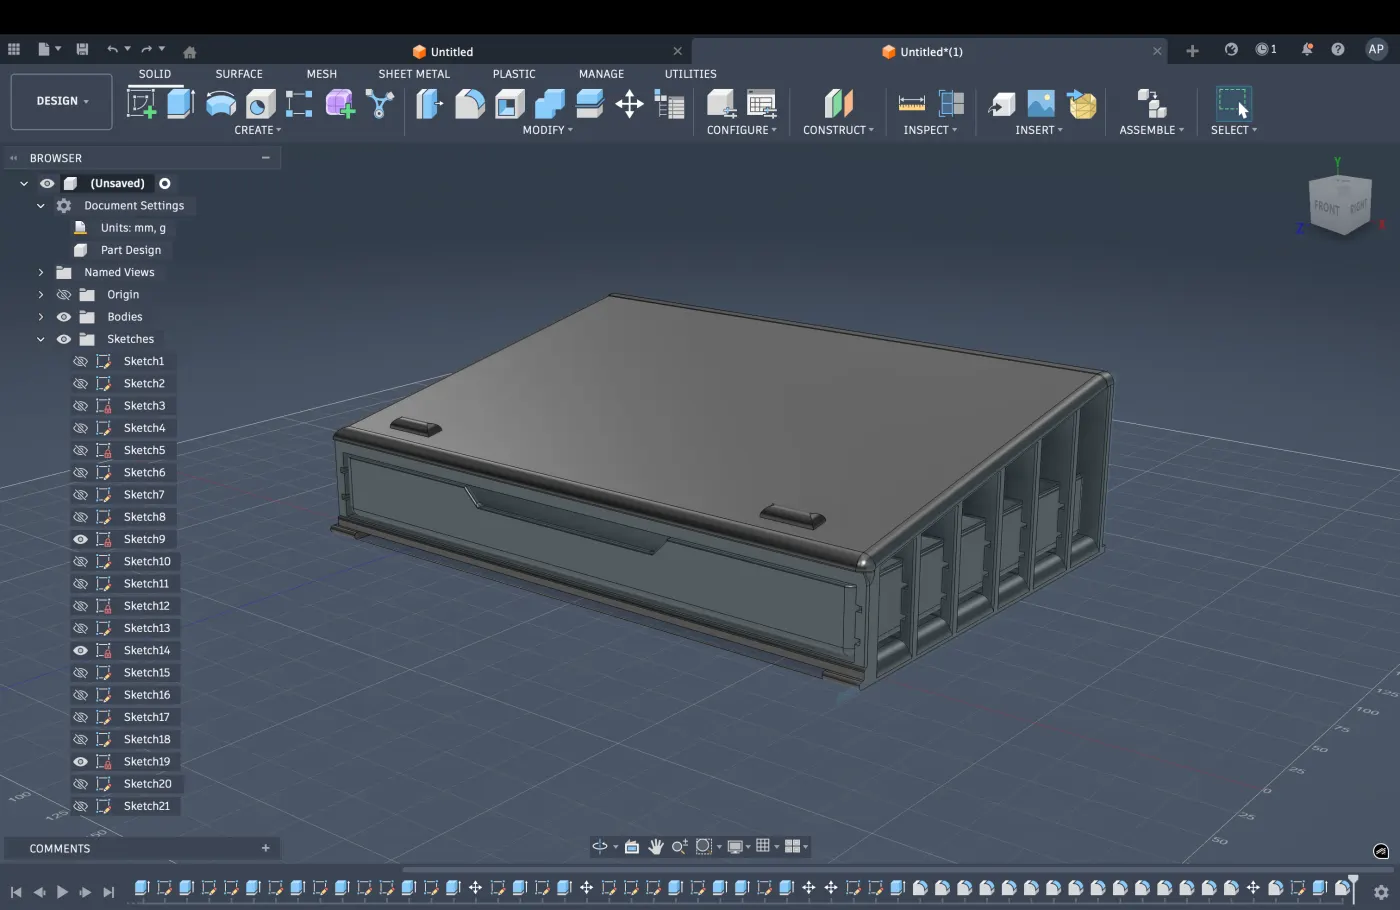 Untitled
Untitled*(1)
1
AP
DESIGN
SOLID
SURFACE
MESH
SHEET METAL
PLASTIC
MANAGE
UTILITIES
CREATE
MODIFY
CONFIGURE
CONSTRUCT
INSPECT
INSERT
ASSEMBLE
SELECT
BROWSER
(Unsaved)
Document Settings
Units: mm, g
Part Design
Named Views
Origin
Bodies
Sketches
Sketch1
Sketch2
Sketch3
Sketch4
Sketch5
Sketch6
Sketch7
Sketch8
Sketch9
Sketch10
Sketch11
Sketch12
Sketch13
Sketch14
Sketch15
Sketch16
Sketch17
Sketch18
Sketch19
Sketch20
Sketch21
Y
FRONT
RIGHT
Z
X
125
100
75
50
25
0
25
50
100
125
COMMENTS